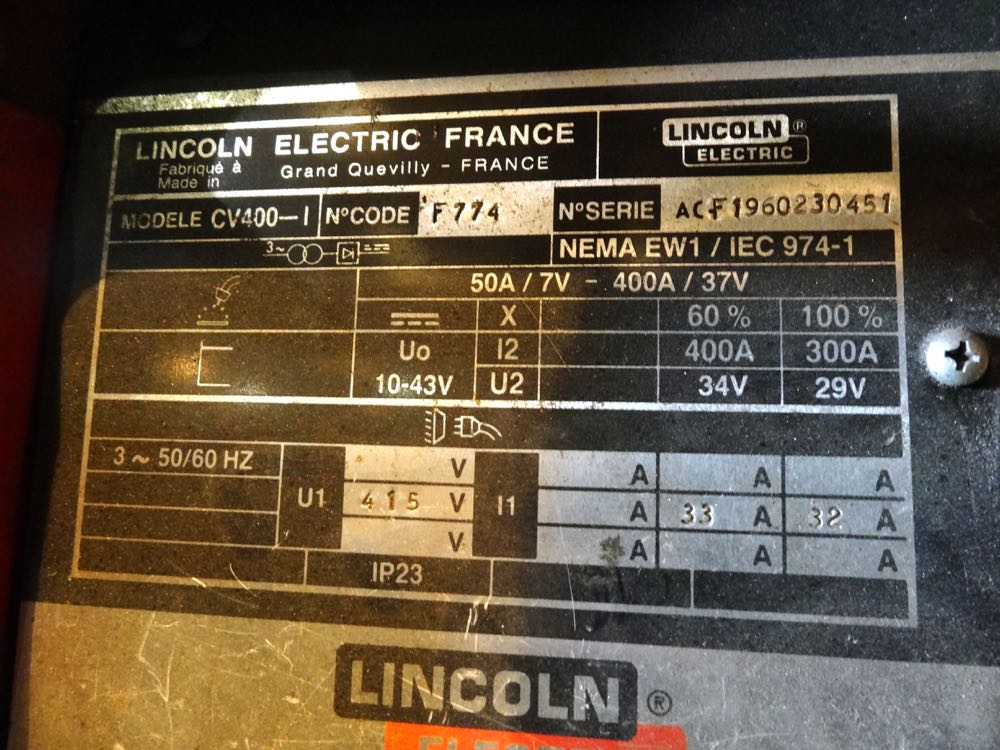 LINCOLN ELECTRIC FRANCE
Fabriqué à
Made in
Grand Quevilly - FRANCE
LINCOLN ®
ELECTRIC
MODELE CV400-I N°CODE F774 N°SERIE ACF1960230451
3~ NEMA EW1 / IEC 974-1
50A / 7V - 400A / 37V
X 60 % 100 %
Uo I2 400A 300A
10-43V U2 34V 29V
3 ~ 50/60 HZ V A A A
U1 415 V I1 A 33 A 32 A
V A A A
IP23
LINCOLN ®